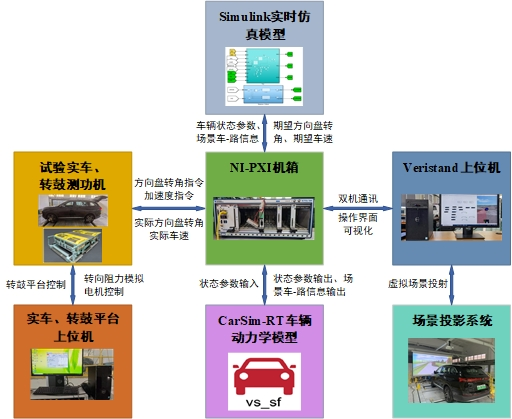 Simulink实时仿
真模型
车辆状态参数、
场景车-路信息
期望方向盘转
角、期望车速
试验实车、
转鼓测功机
方向盘转角指令
加速度指令
实际方向盘转角
实际车速
NI-PXI机箱
双机通讯
操作界面
可视化
Veristand上位机
转鼓平台控制
转向阻力模拟
电机控制
状态参数输入
状态参数输出、场
景车-路信息输出
虚拟场景投射
实车、转鼓平台
上位机
CarSim-RT车辆
动力学模型
vs_sf
场景投影系统